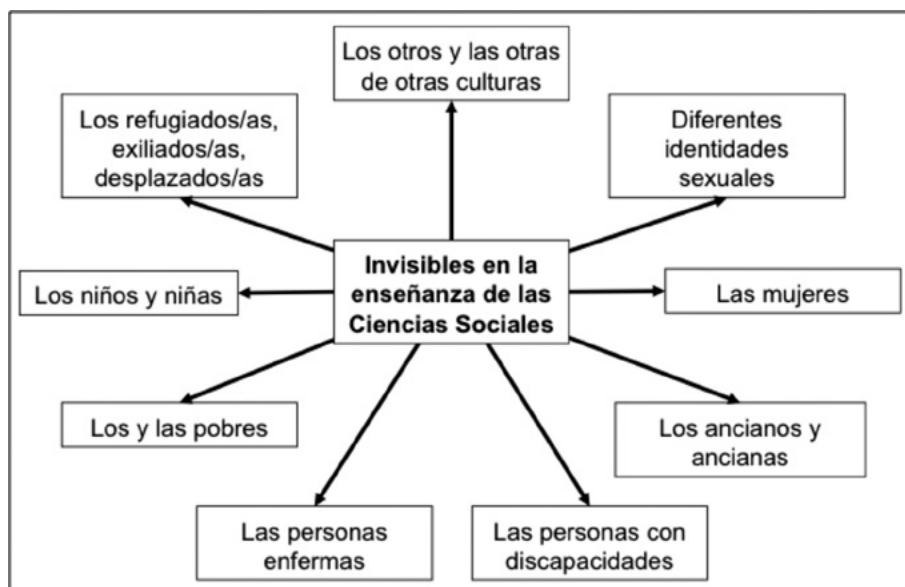 Los otros y las otras
de otras culturas
Los refugiados/as,
exiliados/as,
desplazados/as
Diferentes
identidades
sexuales
Invisibles en la
enseñanza de las
Ciencias Sociales
Los niños y niñas
Las mujeres
Los y las pobres
Los ancianos y
ancianas
Las personas
enfermas
Las personas con
discapacidades